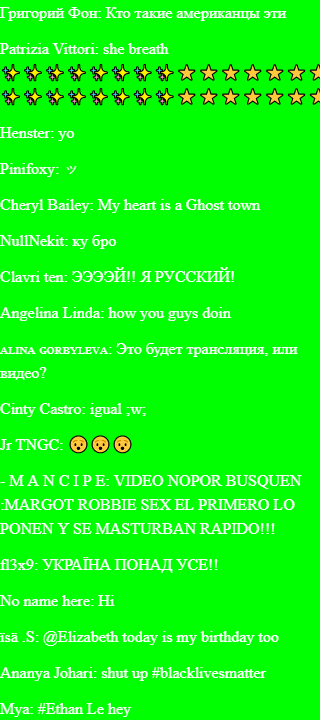 Григорий Фон: Кто такие американцы эти
Patrizia Vittori: she breath
✨✨✨✨✨✨✨✨⭐⭐⭐⭐⭐⭐⭐
✨✨✨✨✨✨✨✨⭐⭐⭐⭐⭐⭐⭐
Henster: yo
Pinifoxy: ッ
Cheryl Bailey: My heart is a Ghost town
NullNekit: ку бро
Clavri ten: ЭЭЭЭЙ!! Я РУССКИЙ!
Angelina Linda: how you guys doin
ᴀʟɪɴᴀ ɢᴏʀʙʏʟᴇᴠᴀ: Это будет трансляция, или
видео?
Cinty Castro: igual ;w;
Jr TNGC: 😯😯😯
- M A N C I P E: VIDEO NOPOR BUSQUEN
:MARGOT ROBBIE SEX EL PRIMERO LO
PONEN Y SE MASTURBAN RAPIDO!!!
fl3x9: УКРАЇНА ПОНАД УСЕ!!
No name here: Hi
ïsä .S: @Elizabeth today is my birthday too
Ananya Johari: shut up #blacklivesmatter
Mya: #Ethan Le hey